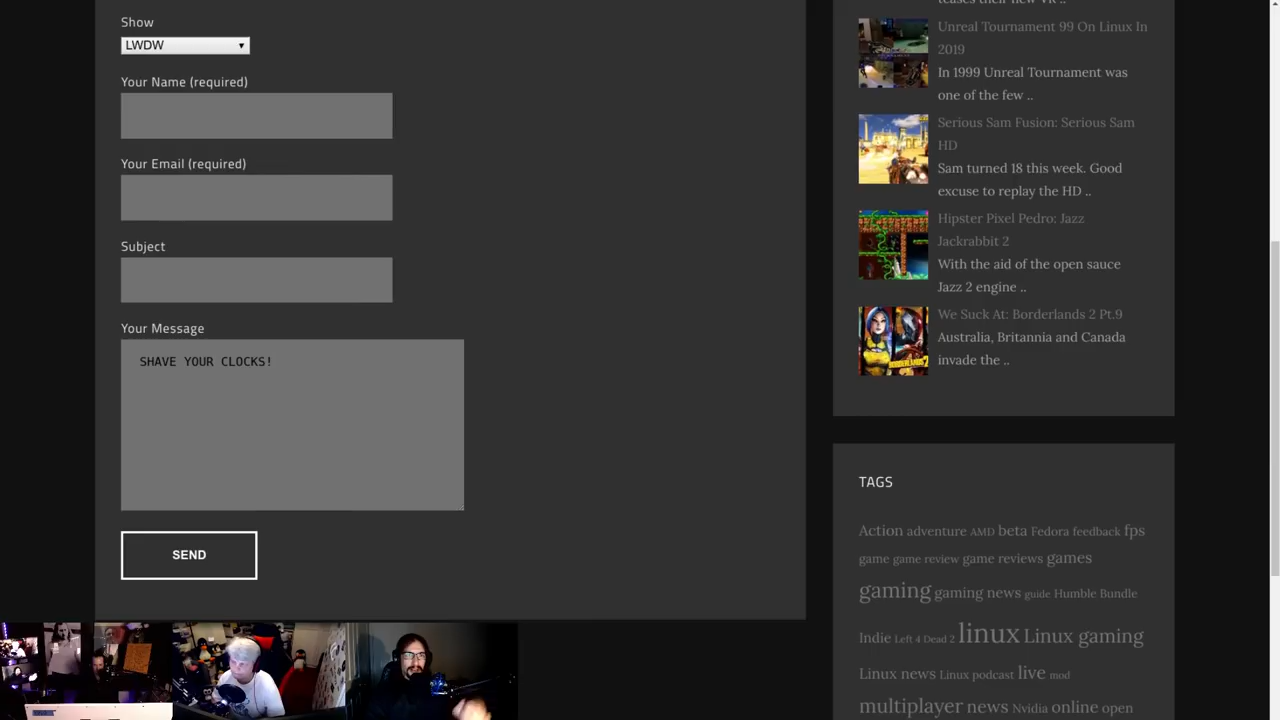 Show
LWDW
Your Name (required)
Your Email (required)
Subject
Your Message
SHAVE YOUR CLOCKS!
SEND
Unreal Tournament 99 On Linux In
2019
In 1999 Unreal Tournament was
one of the few ..
Serious Sam Fusion: Serious Sam
HD
Sam turned 18 this week. Good
excuse to replay the HD ..
Hipster Pixel Pedro: Jazz
Jackrabbit 2
With the aid of the open sauce
Jazz 2 engine ..
We Suck At: Borderlands 2 Pt.9
Australia, Britannia and Canada
invade the ..
TAGS
Action adventure AMD beta Fedora feedback fps
game game review game reviews games
gaming gaming news guide Humble Bundle
Indie Left 4 Dead 2 linux Linux gaming
Linux news Linux podcast live mod
multiplayer news Nvidia online open